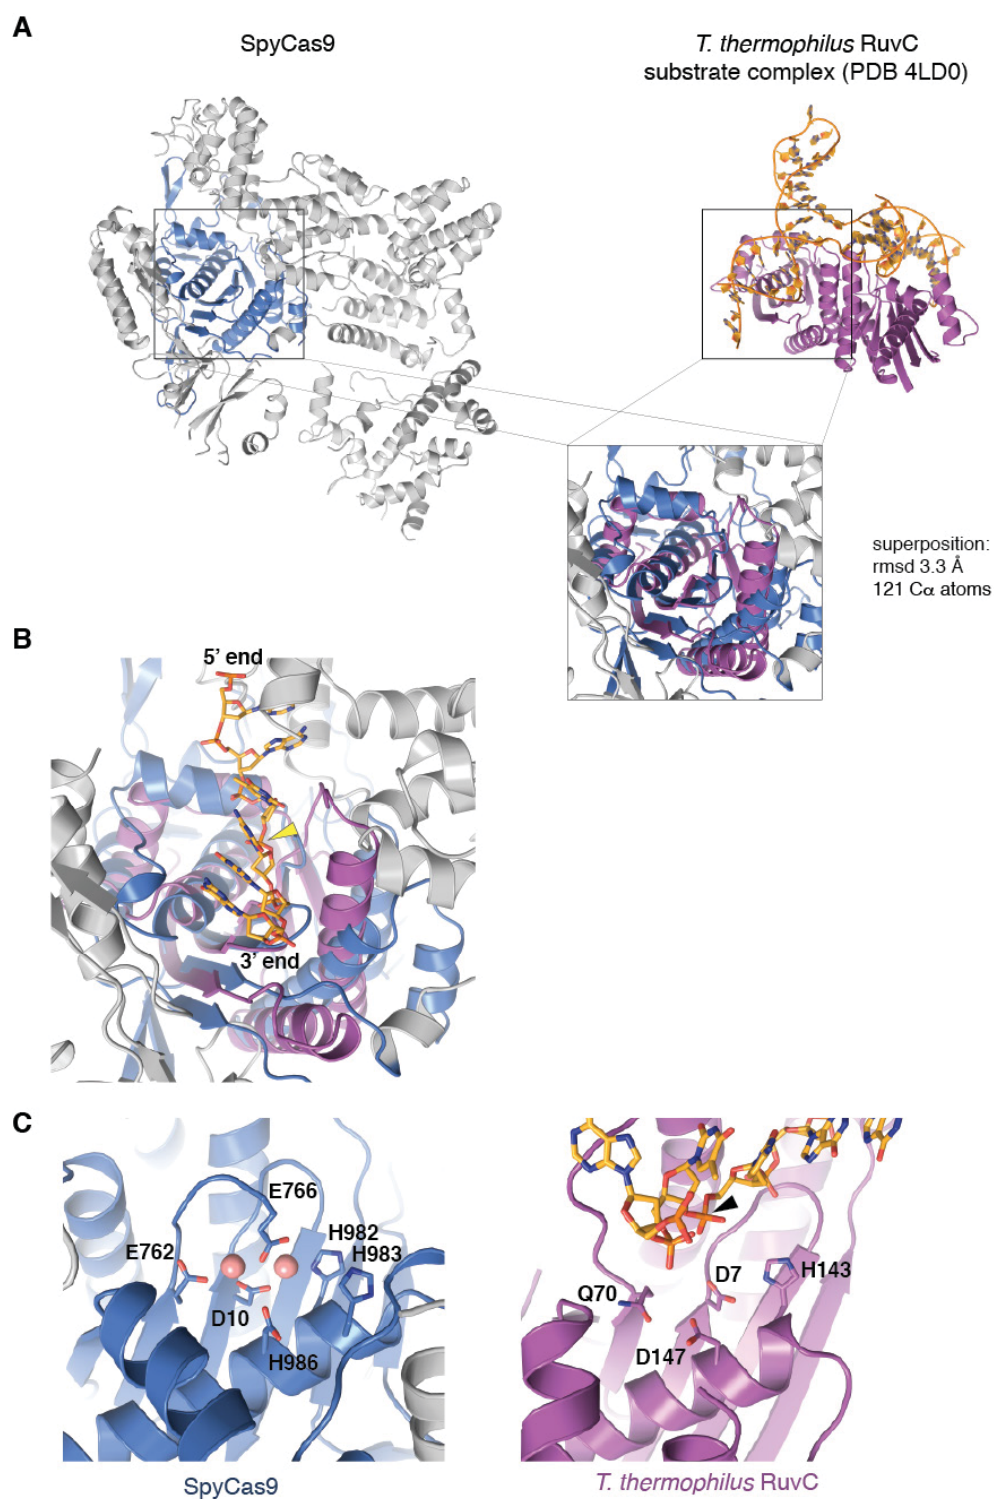 A
SpyCas9
T. thermophilus RuvC
substrate complex (PDB 4LD0)
superposition:
rmsd 3.3 Å
121 Cα atoms
B
5' end
3' end
C
E766
H982
H983
E762
D10
H986
SpyCas9
D7
H143
Q70
D147
T. thermophilus RuvC